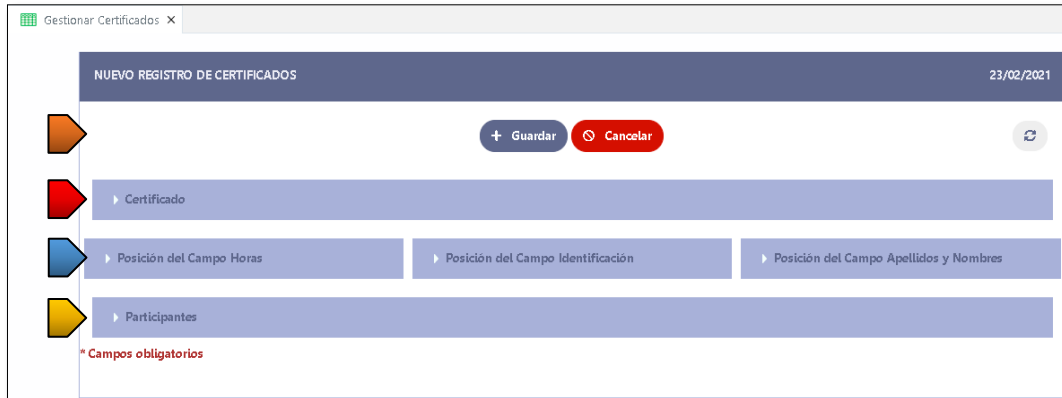 Gestionar Certificados
NUEVO REGISTRO DE CERTIFICADOS 23/02/2021
Guardar Cancelar
Certificado
Posición del Campo Horas Posición del Campo Identificación Posición del Campo Apellidos y Nombres
Participantes
* Campos obligatorios